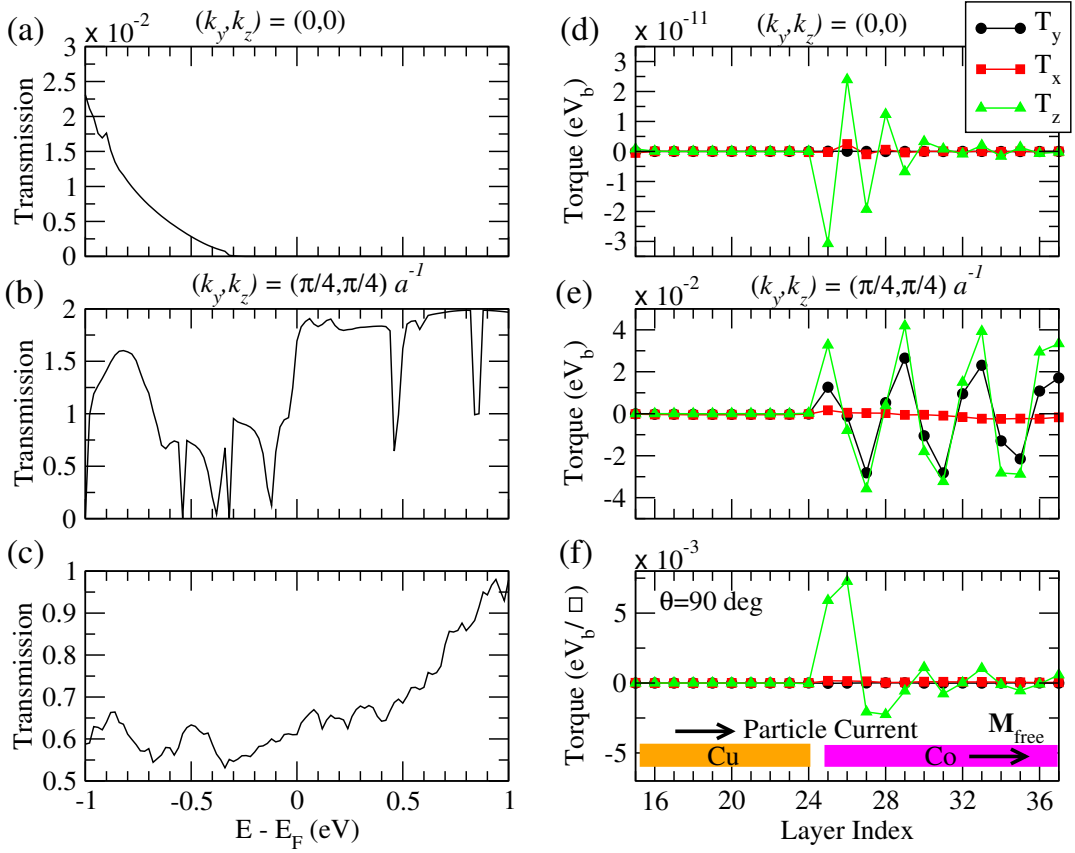 (a)
x 10^-2
(k_y,k_z) = (0,0)
3
2.5
2
1.5
1
0.5
0
Transmission
(b)
(k_y,k_z) = (π/4,π/4) a^-1
2
1.5
1
0.5
0
Transmission
(c)
1
0.9
0.8
0.7
0.6
0.5
Transmission
-1
-0.5
0
0.5
1
E - E_F (eV)
(d)
x 10^-11
(k_y,k_z) = (0,0)
T_y
T_x
T_z
3
2
1
0
-1
-2
-3
Torque (eV_b)
(e)
x 10^-2
(k_y,k_z) = (π/4,π/4) a^-1
4
2
0
-2
-4
Torque (eV_b)
(f)
x 10^-3
θ=90 deg
5
0
-5
Torque (eV_b/ □)
Particle Current
M_free
Cu
Co
16
20
24
28
32
36
Layer Index